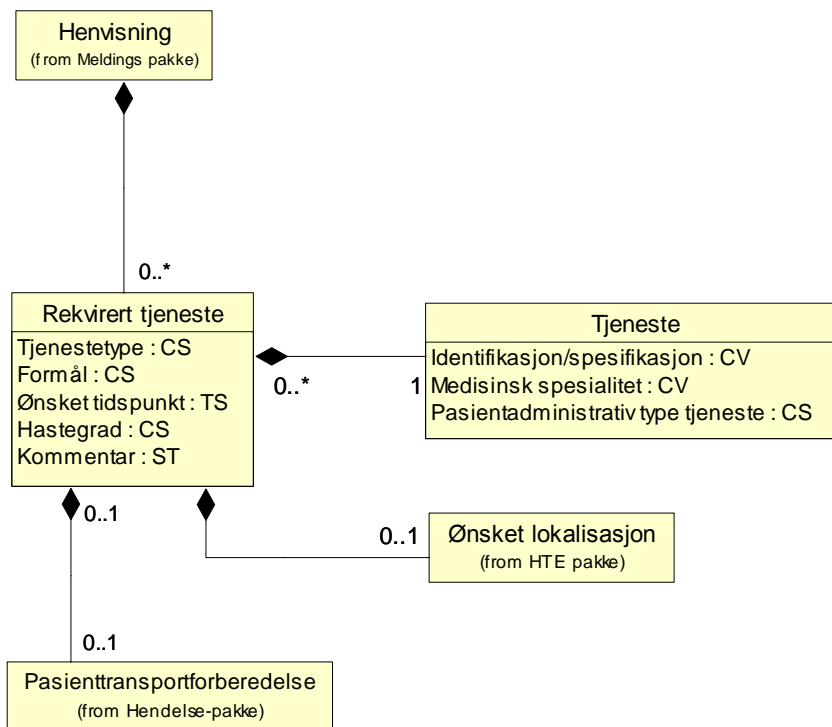 Henvisning
(from Meldings pakke)
0..*
Rekvirert tjeneste
Tjenestetype : CS
Formål : CS
Ønsket tidspunkt : TS
Hastegrad : CS
Kommentar : ST
0..*
1
Tjeneste
Identifikasjon/spesifikasjon : CV
Medisinsk spesialitet : CV
Pasientadministrativ type tjeneste : CS
0..1
0..1
Ønsket lokalisasjon
(from HTE pakke)
0..1
Pasienttransportforberedelse
(from Hendelse-pakke)